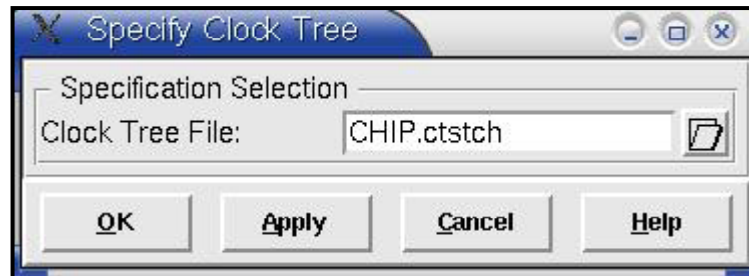 Specify Clock Tree
Specification Selection
Clock Tree File: CHIP.ctstch
OK Apply Cancel Help